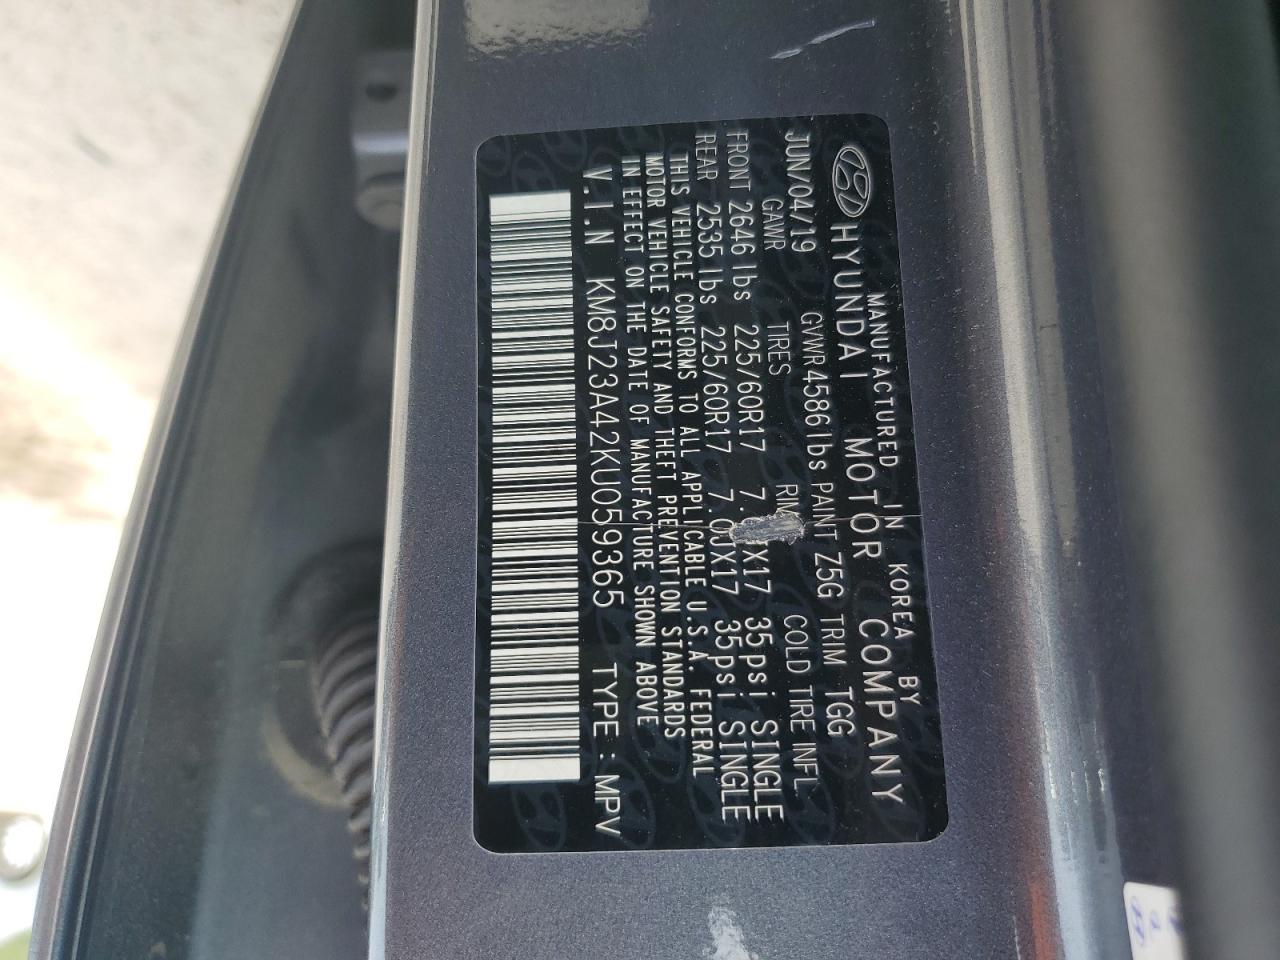 MANUFACTURED IN KOREA BY
HYUNDAI MOTOR COMPANY
JUN/04/19 GVWR 4586 lbs PAINT Z5G TRIM TGG
GAWR TIRES COLD TIRE INFL.
FRONT 2646 lbs 225/60R17 35psi SINGLE
REAR 2535 lbs 225/60R17 7.0JX17 35psi SINGLE
THIS VEHICLE CONFORMS TO ALL APPLICABLE U.S.A. FEDERAL
MOTOR VEHICLE SAFETY AND THEFT PREVENTION STANDARDS
IN EFFECT ON THE DATE OF MANUFACTURE SHOWN ABOVE
V.I.N KM8J23A42KU059365 TYPE : MPV